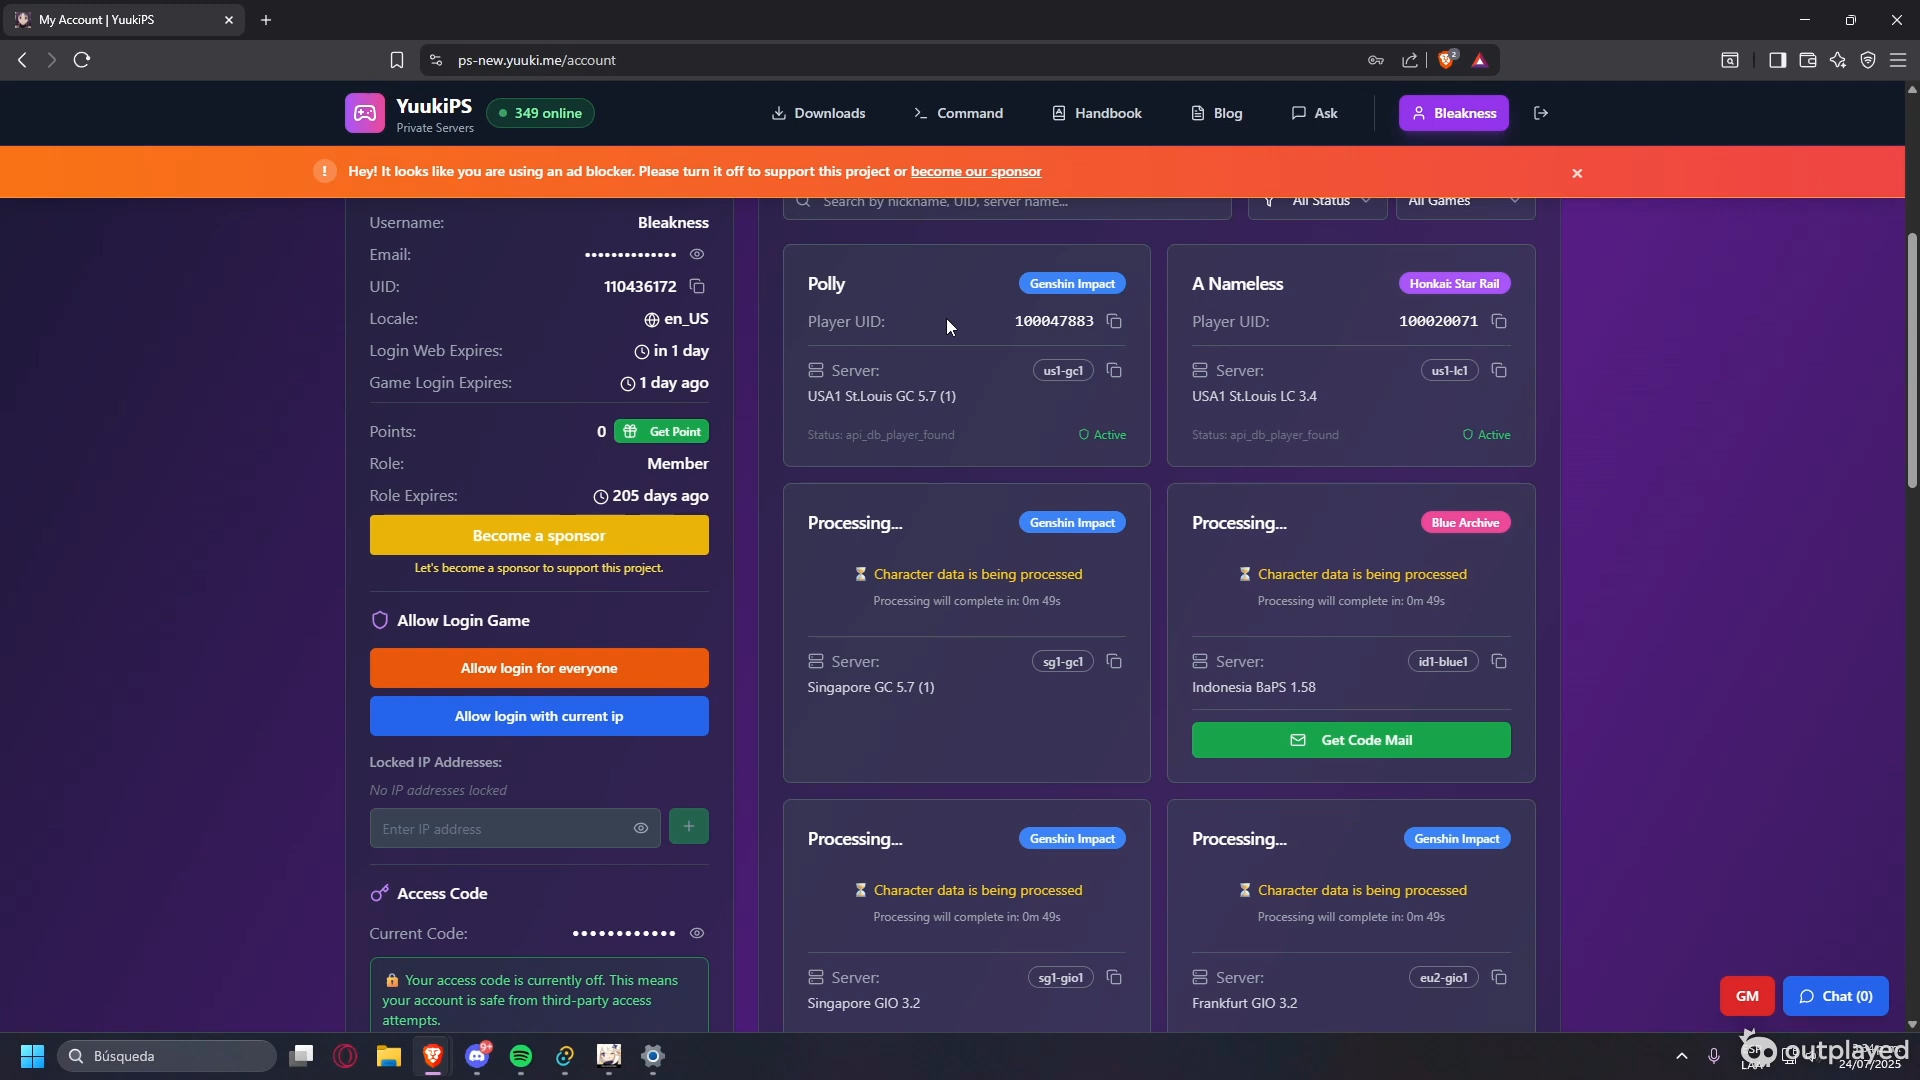 My Account | YuukiPS
ps-new.yuuki.me/account
2
YuukiPS
Private Servers
349 online
Downloads
Command
Handbook
Blog
Ask
Bleakness
! Hey! It looks like you are using an ad blocker. Please turn it off to support this project or become our sponsor
Username: Bleakness
Email: ••••••••••••••
UID: 110436172
Locale: en_US
Login Web Expires: in 1 day
Game Login Expires: 1 day ago
Points: 0 Get Point
Role: Member
Role Expires: 205 days ago
Become a sponsor
Let's become a sponsor to support this project.
Allow Login Game
Allow login for everyone
Allow login with current ip
Locked IP Addresses:
No IP addresses locked
Enter IP address
Access Code
Current Code: ••••••••••••
Your access code is currently off. This means
your account is safe from third-party access
attempts.
Search by nickname, UID, server name...
All Status
All Games
Polly Genshin Impact
Player UID: 100047883
Server: us1-gc1
USA1 St.Louis GC 5.7 (1)
Status: api_db_player_found Active
A Nameless Honkai: Star Rail
Player UID: 100020071
Server: us1-lc1
USA1 St.Louis LC 3.4
Status: api_db_player_found Active
Processing... Genshin Impact
Character data is being processed
Processing will complete in: 0m 49s
Server: sg1-gc1
Singapore GC 5.7 (1)
Processing... Blue Archive
Character data is being processed
Processing will complete in: 0m 49s
Server: id1-blue1
Indonesia BaPS 1.58
Get Code Mail
Processing... Genshin Impact
Character data is being processed
Processing will complete in: 0m 49s
Server: sg1-gio1
Singapore GIO 3.2
Processing... Genshin Impact
Character data is being processed
Processing will complete in: 0m 49s
Server: eu2-gio1
Frankfurt GIO 3.2
GM
Chat (0)
Búsqueda
9+
outplayed
24/07/2025